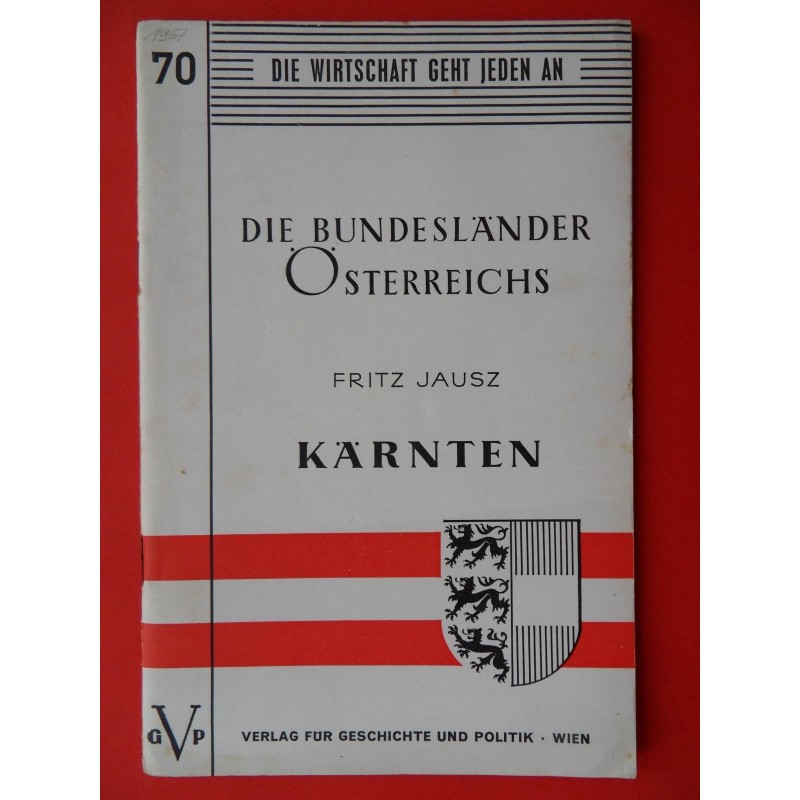 1957
70
DIE WIRTSCHAFT GEHT JEDEN AN
DIE BUNDESLÄNDER
ÖSTERREICHS
FRITZ JAUSZ
KÄRNTEN
GVP
VERLAG FÜR GESCHICHTE UND POLITIK · WIEN